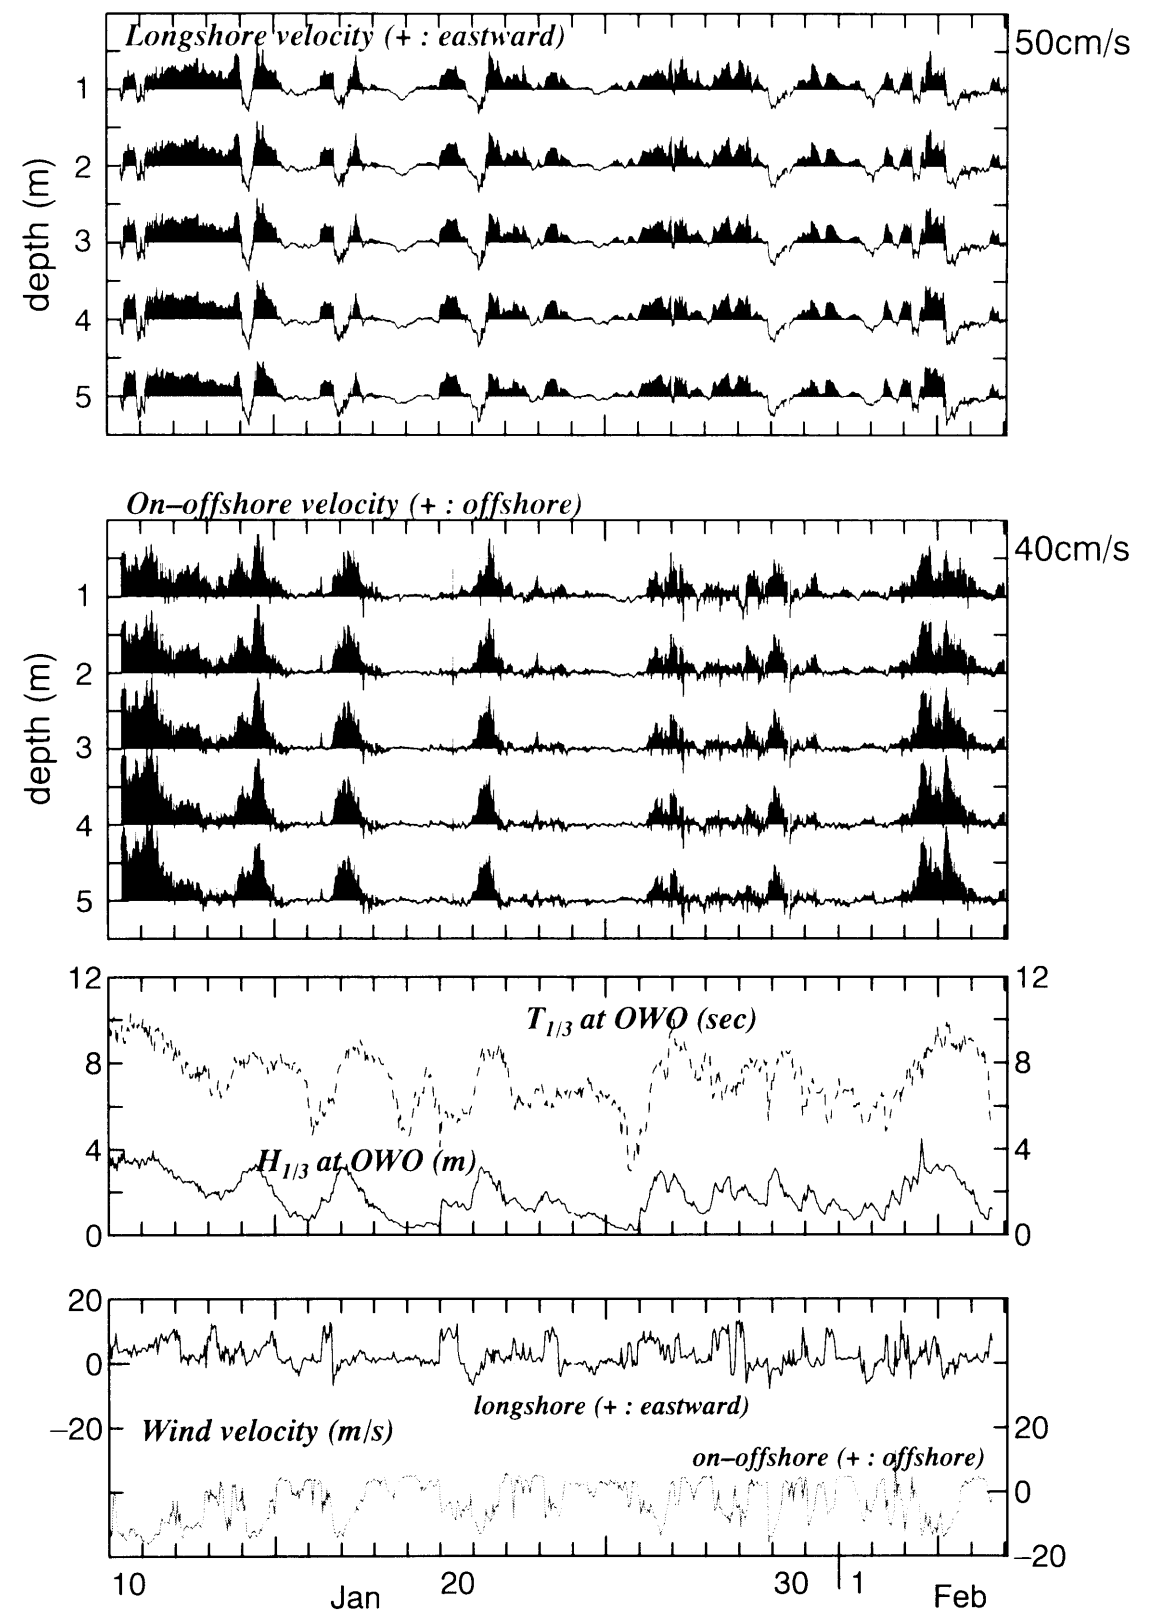 Longshore velocity (+ : eastward)
50cm/s
1
2
3
4
5
depth (m)
On–offshore velocity (+ : offshore)
40cm/s
1
2
3
4
5
depth (m)
12
8
4
0
T1/3 at OWO (sec)
H1/3 at OWO (m)
12
8
4
0
20
0
–20
longshore (+ : eastward)
Wind velocity (m/s)
on–offshore (+ : offshore)
20
0
–20
10 Jan 20 30 1 Feb